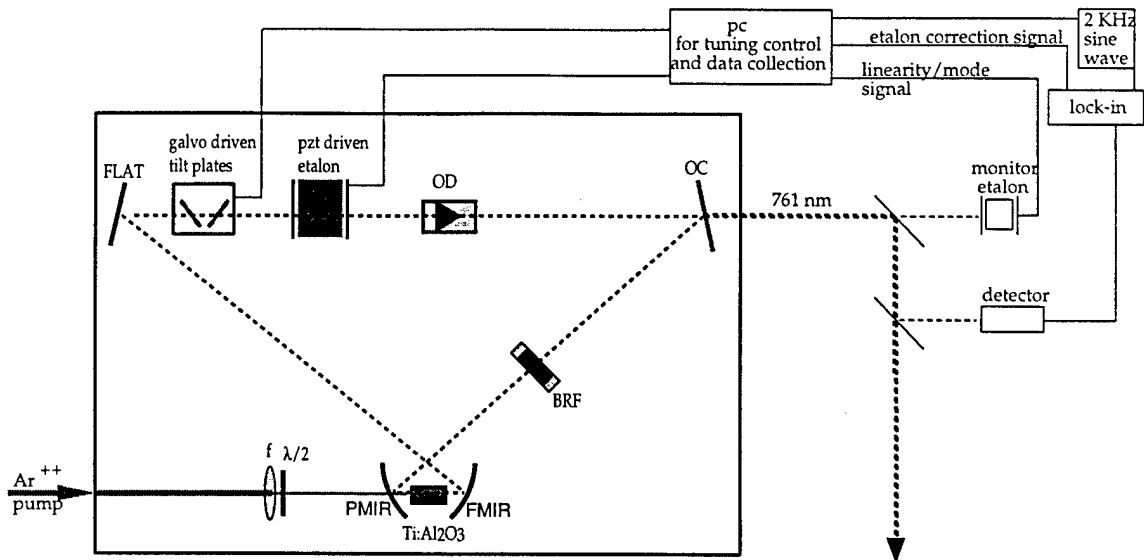 pc
for tuning control
and data collection
2 KHz
sine
wave
etalon correction signal
linearity/mode
signal
lock-in
galvo driven
tilt plates
pzt driven
etalon
FLAT
OD
OC
761 nm
monitor
etalon
detector
BRF
f
λ/2
Ar++
pump
PMIR
FMIR
Ti:Al2O3